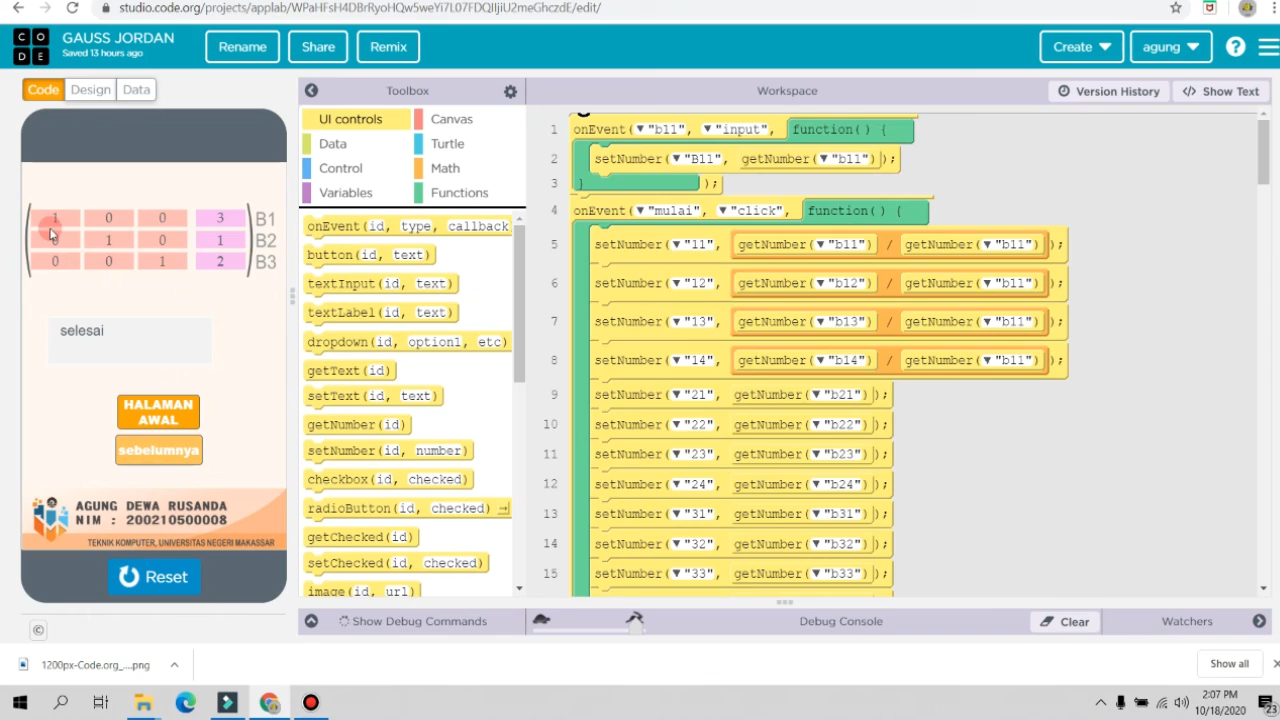 studio.code.org/projects/applab/WPaHFsH4DBrRyoHQw5weYi7L07FDQIljiU2meGhczdE/edit/
CODE
GAUSS JORDAN
Saved 13 hours ago
Rename
Share
Remix
Create
agung
?
Code
Design
Data
Toolbox
Workspace
Version History
</> Show Text
UI controls
Canvas
Data
Turtle
Control
Math
Variables
Functions
1 0 0 3 B1
0 1 0 1 B2
0 0 1 2 B3
selesai
HALAMAN
AWAL
sebelumnya
AGUNG DEWA RUSANDA
NIM : 200210500008
TEKNIK KOMPUTER, UNIVERSITAS NEGERI MAKASSAR
Reset
©
onEvent(id, type, callback
button(id, text)
textInput(id, text)
textLabel(id, text)
dropdown(id, option1, etc)
getText(id)
setText(id, text)
getNumber(id)
setNumber(id, number)
checkbox(id, checked)
radioButton(id, checked)
getChecked(id)
setChecked(id, checked)
image(id, url)
1 onEvent("b11", "input", function() {
2 setNumber("B11", getNumber("b11"));
3 } );
4 onEvent("mulai", "click", function() {
5 setNumber("11", getNumber("b11") / getNumber("b11"));
6 setNumber("12", getNumber("b12") / getNumber("b11"));
7 setNumber("13", getNumber("b13") / getNumber("b11"));
8 setNumber("14", getNumber("b14") / getNumber("b11"));
9 setNumber("21", getNumber("b21"));
10 setNumber("22", getNumber("b22"));
11 setNumber("23", getNumber("b23"));
12 setNumber("24", getNumber("b24"));
13 setNumber("31", getNumber("b31"));
14 setNumber("32", getNumber("b32"));
15 setNumber("33", getNumber("b33"));
Show Debug Commands
Debug Console
Clear
Watchers
1200px-Code.org_....png
Show all
2:07 PM
10/18/2020
23